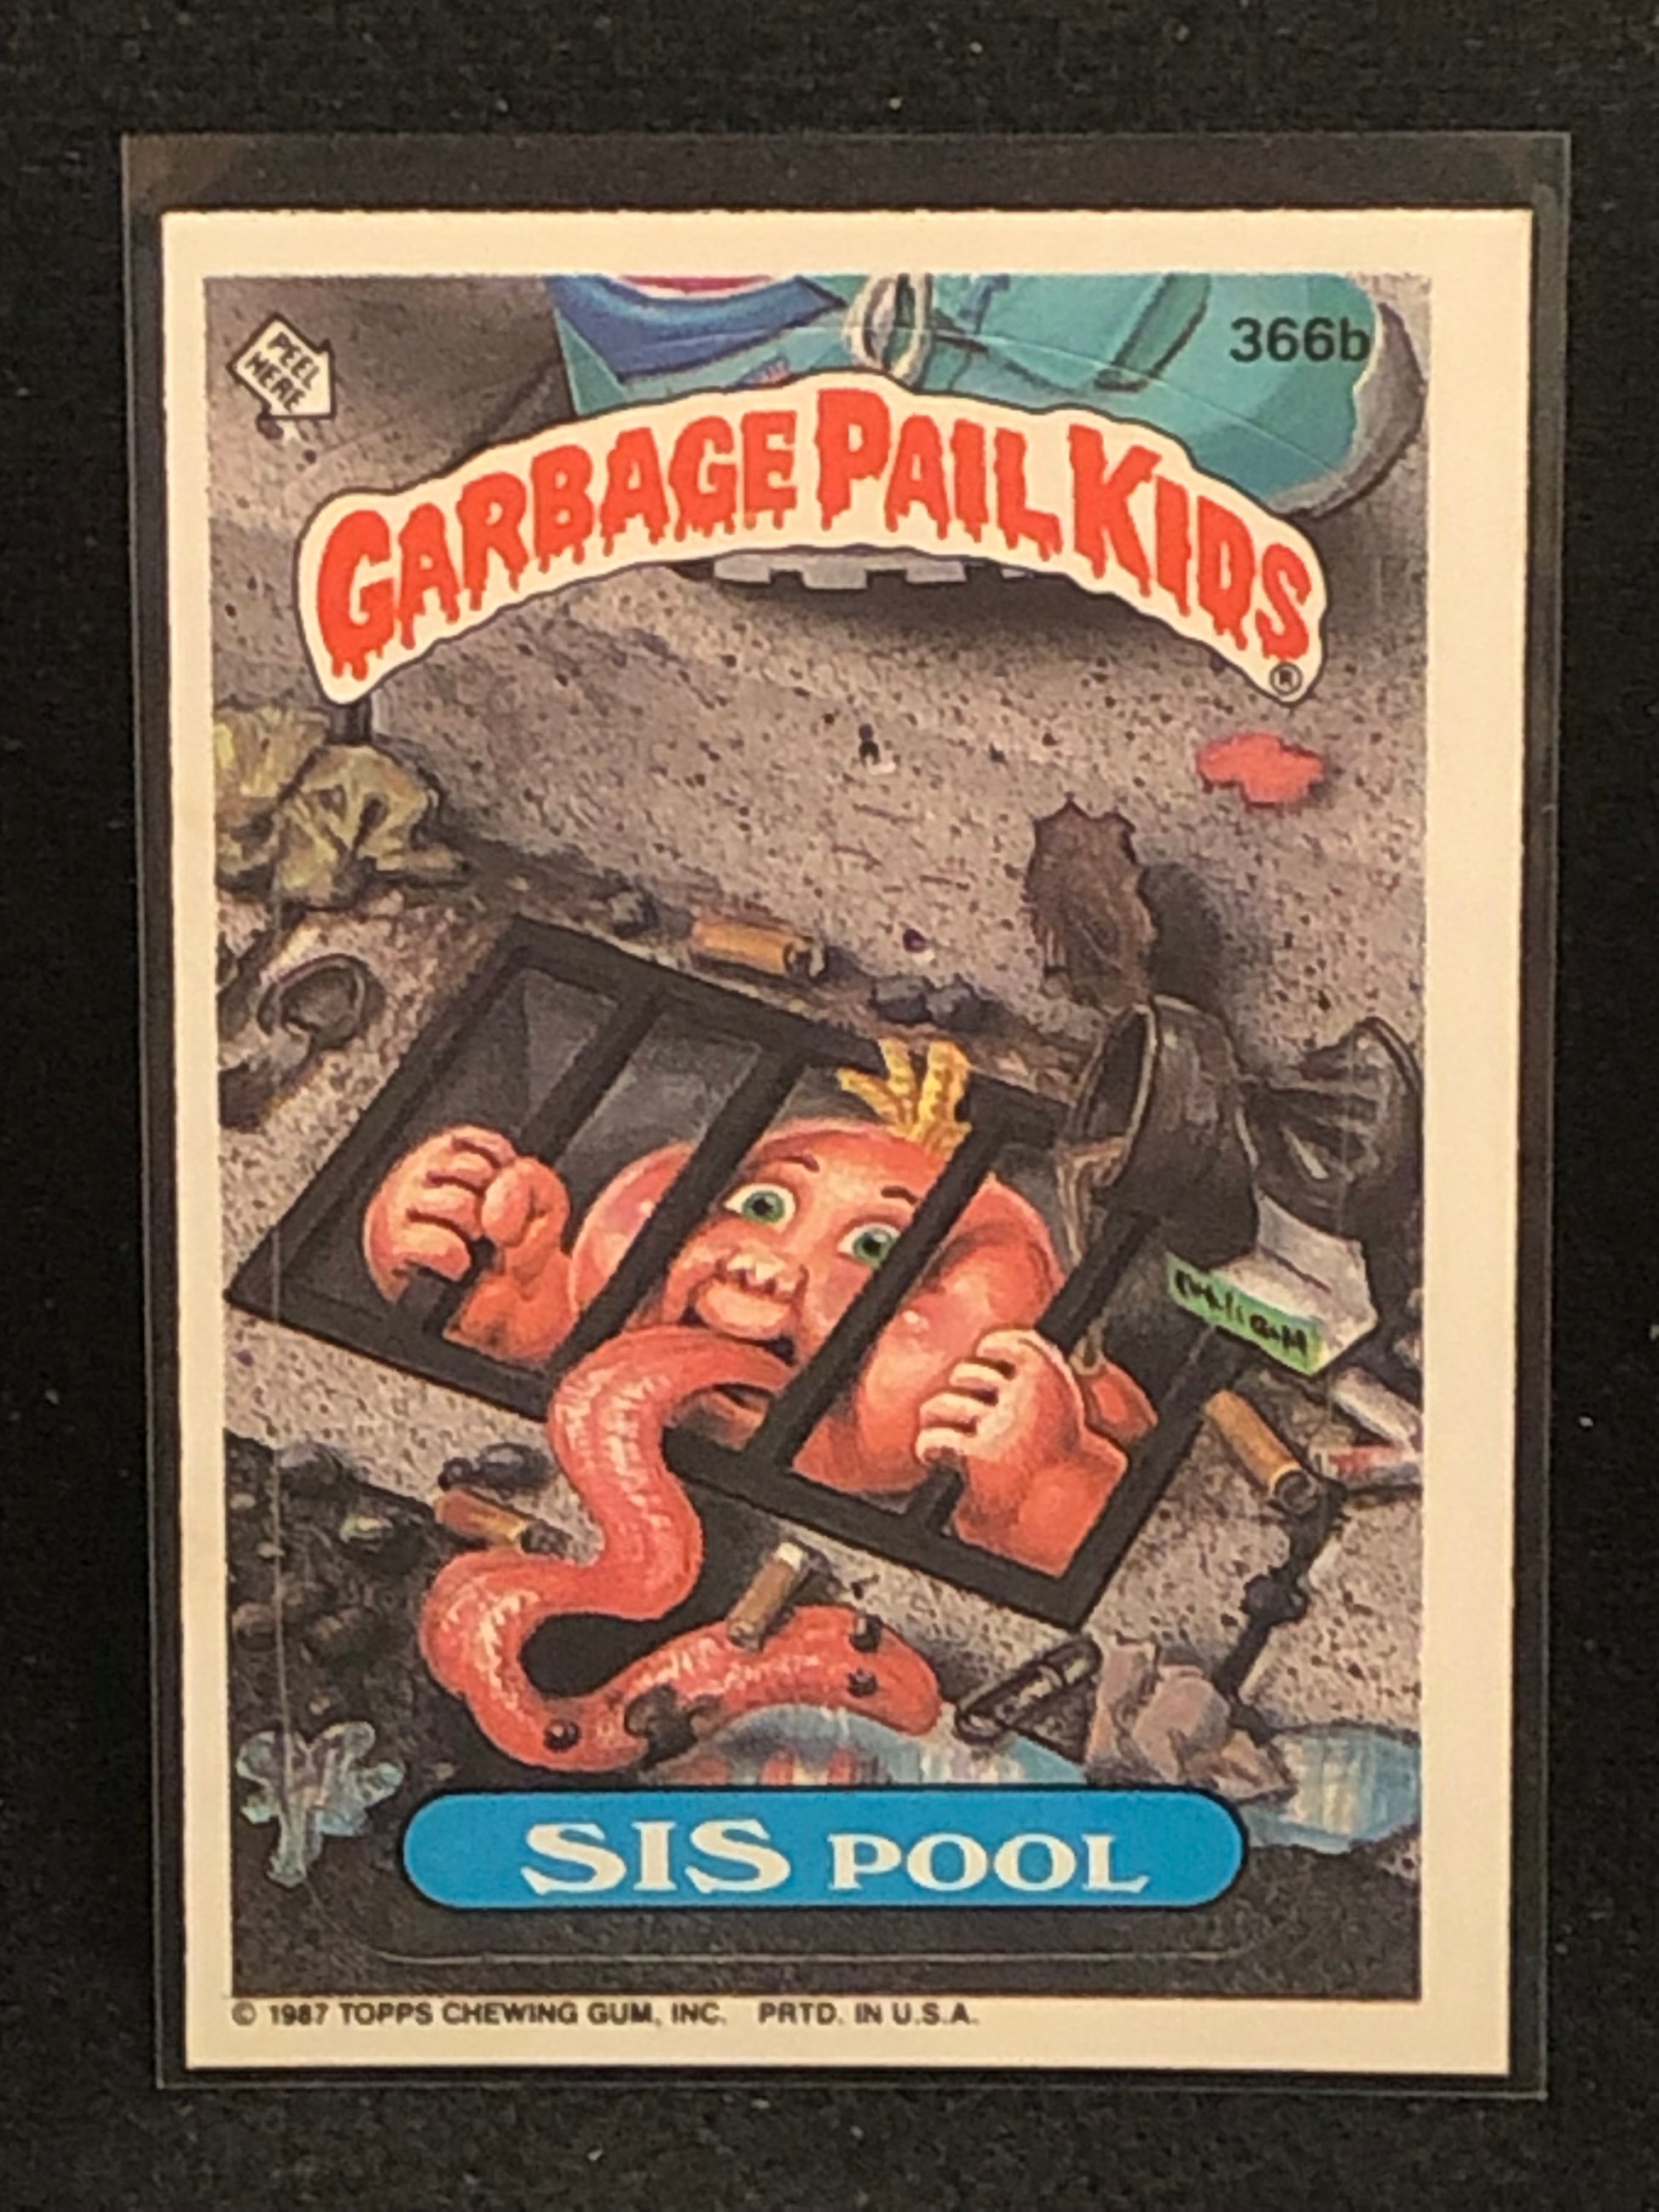 PEEL
HERE
366b
GARBAGE PAIL KIDS
®
SIS POOL
© 1987 TOPPS CHEWING GUM, INC. PRTD. IN U.S.A.